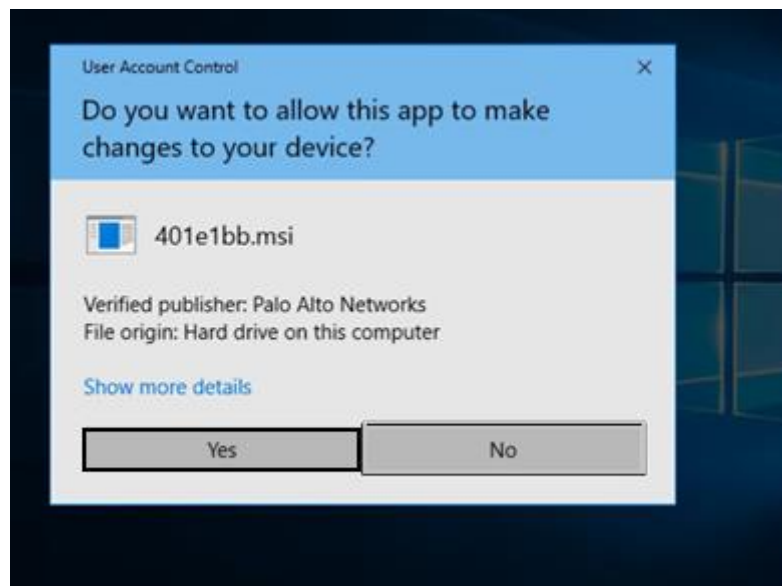 User Account Control
Do you want to allow this app to make
changes to your device?
401e1bb.msi
Verified publisher: Palo Alto Networks
File origin: Hard drive on this computer
Show more details
Yes
No